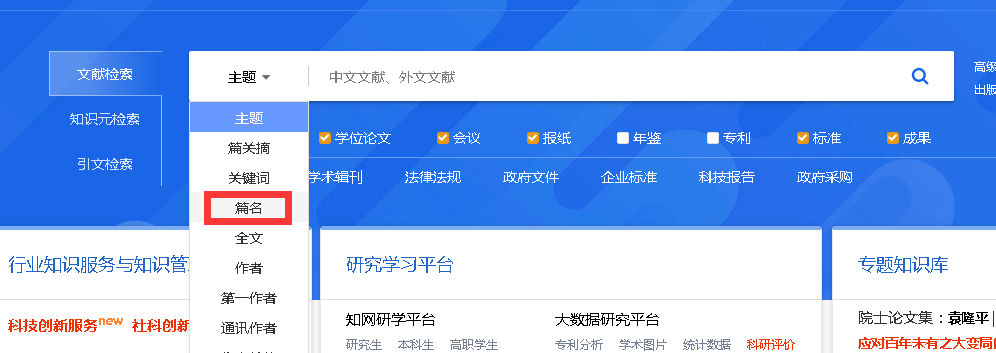 高级
文献检索 主题 中文文献、外文文献
出版
主题
知识元检索
学位论文 会议 报纸 年鉴 专利 标准 成果
篇关摘
引文检索
关键词 学术辑刊 法律法规 政府文件 企业标准 科技报告 政府采购
篇名
全文
行业知识服务与知识管 作者 研究学习平台 专题知识库
第一作者
科技创新服务new 社科创新 通讯作者 知网研学平台 大数据研究平台 院士论文集：袁隆平 |
研究生 本科生 高职学生 专利分析 学术图片 统计数据 科研评价 应对百年未有之大变局